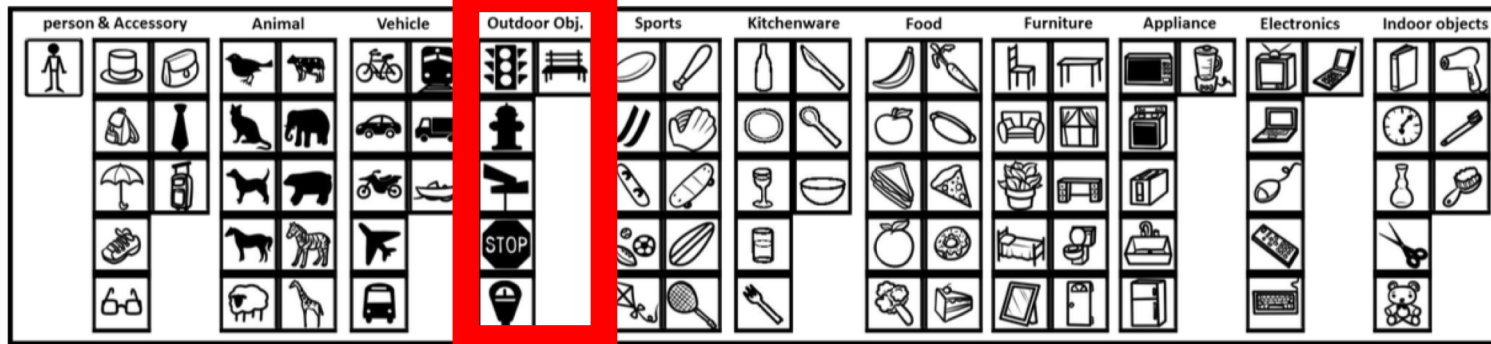 person & Accessory Animal Vehicle Outdoor Obj. Sports Kitchenware Food Furniture Appliance Electronics Indoor objects
STOP